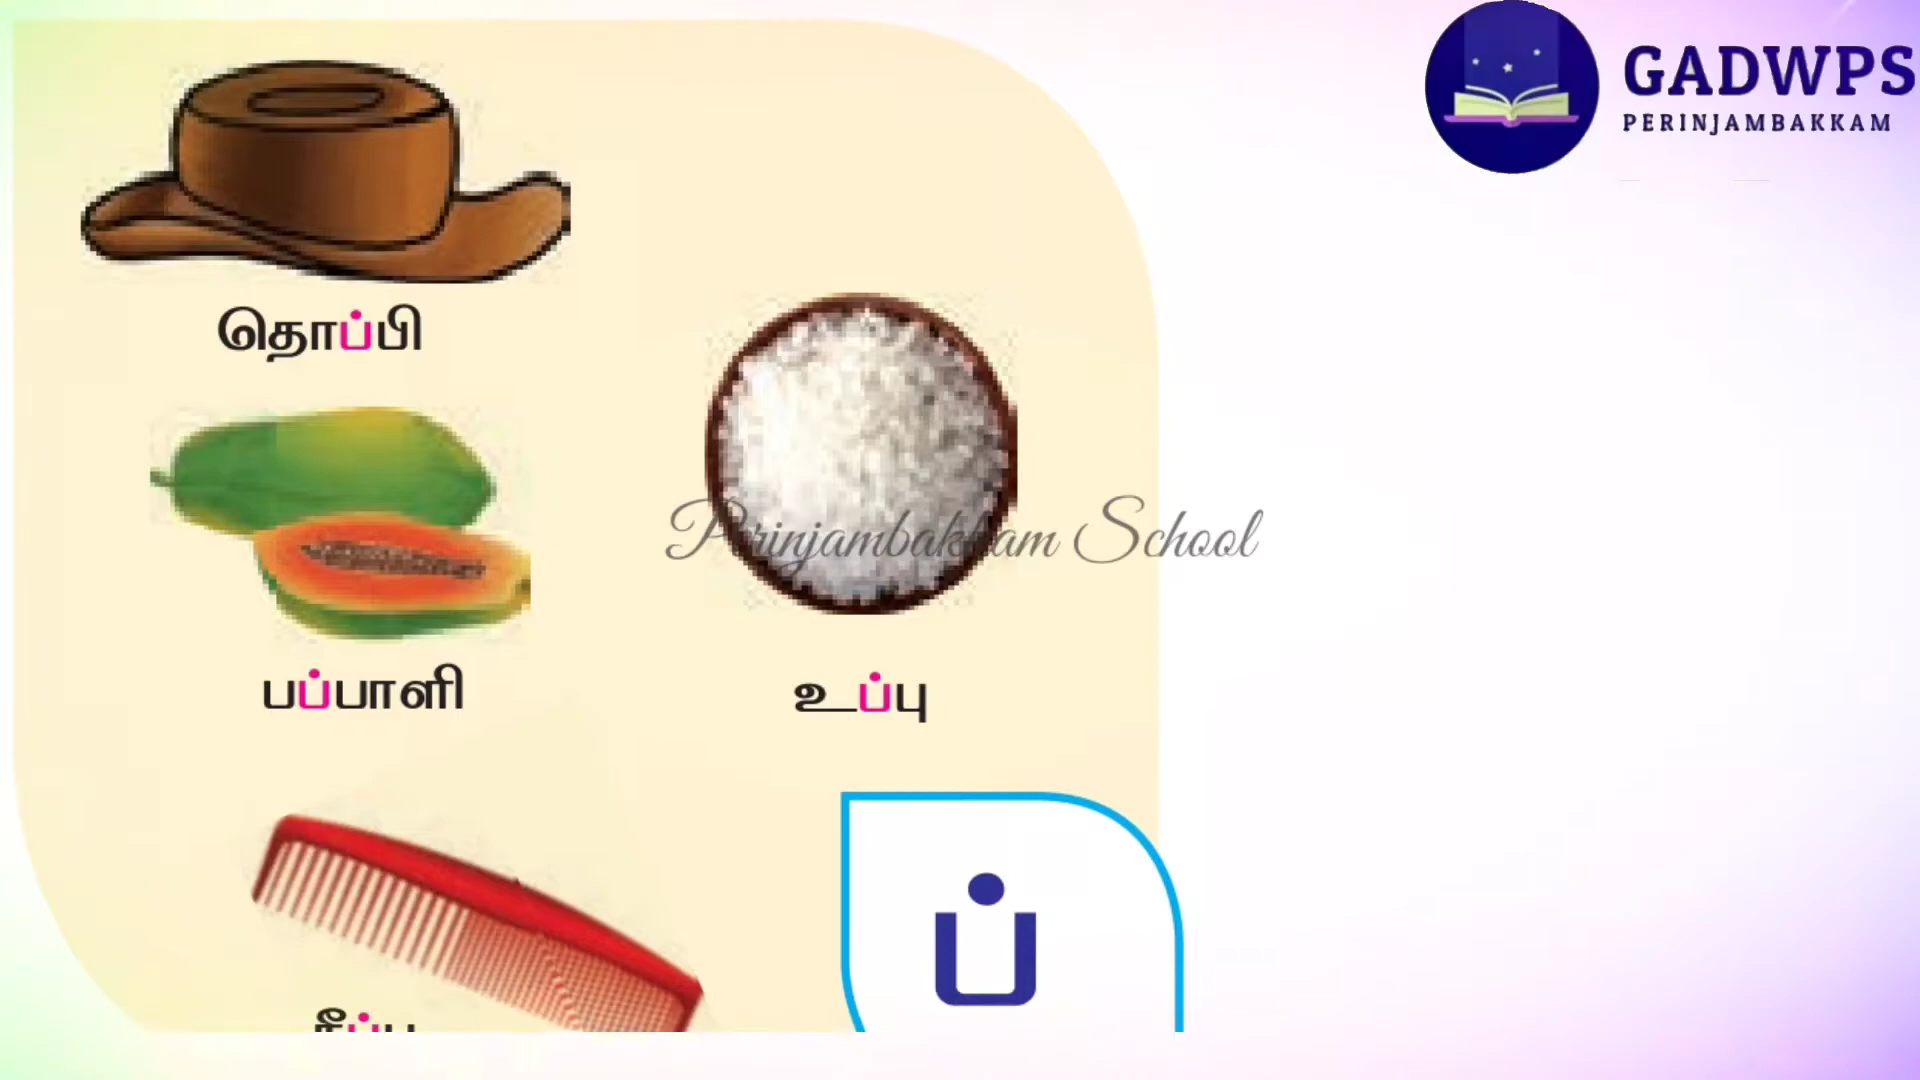 GADWPS
PERINJAMBAKKAM
தொப்பி
Perinjambakkam School
பப்பாளி
உப்பு
ப்